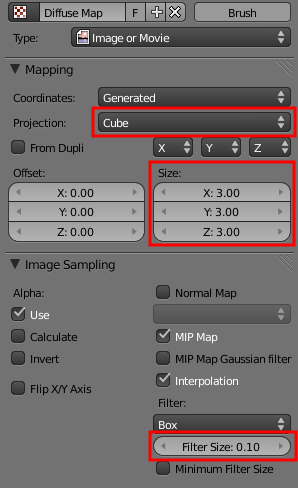 Diffuse Map F Brush
Type: Image or Movie
Mapping
Coordinates: Generated
Projection: Cube
From Dupli X Y Z
Offset: Size:
X: 0.00 X: 3.00
Y: 0.00 Y: 3.00
Z: 0.00 Z: 3.00
Image Sampling
Alpha: Normal Map
Use
Calculate MIP Map
Invert MIP Map Gaussian filter
Flip X/Y Axis Interpolation
Filter:
Box
Filter Size: 0.10
Minimum Filter Size